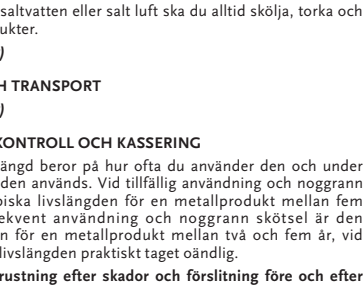 saltvatten eller salt luft ska du alltid skölja, torka och
ukter.
)
H TRANSPORT
)
KONTROLL OCH KASSERING
ängd beror på hur ofta du använder den och under
den används. Vid tillfällig användning och noggrann
piska livslängden för en metallprodukt mellan fem
ekvent användning och noggrann skötsel är den
n för en metallprodukt mellan två och fem år, vid
livslängden praktiskt taget oändlig.
rustning efter skador och förslitning före och efter